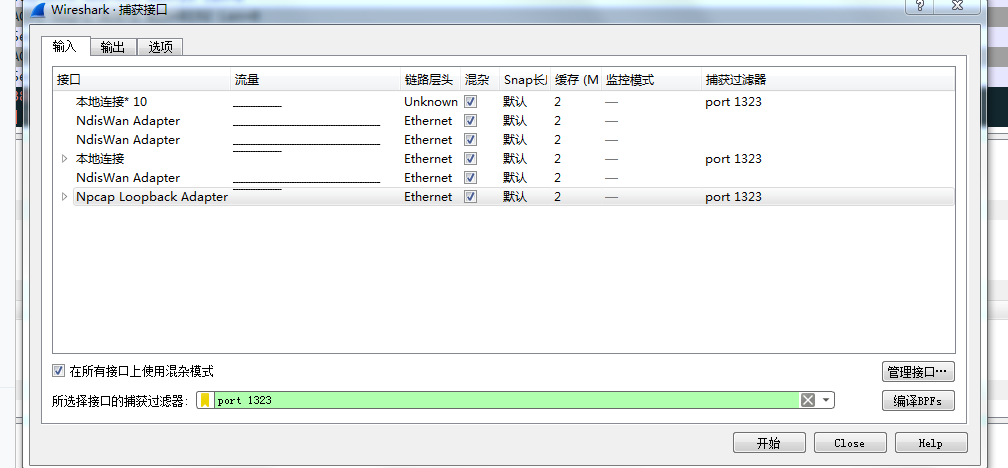 Wireshark · 捕获接口
输入 输出 选项
接口 流量 链路层头 混杂 Snap长 缓存 (M 监控模式 捕获过滤器
本地连接* 10 Unknown 默认 2 — port 1323
NdisWan Adapter Ethernet 默认 2 —
NdisWan Adapter Ethernet 默认 2 —
本地连接 Ethernet 默认 2 — port 1323
NdisWan Adapter Ethernet 默认 2 —
Npcap Loopback Adapter Ethernet 默认 2 — port 1323
在所有接口上使用混杂模式 管理接口…
所选择接口的捕获过滤器: port 1323 编译BPFs
开始 Close Help